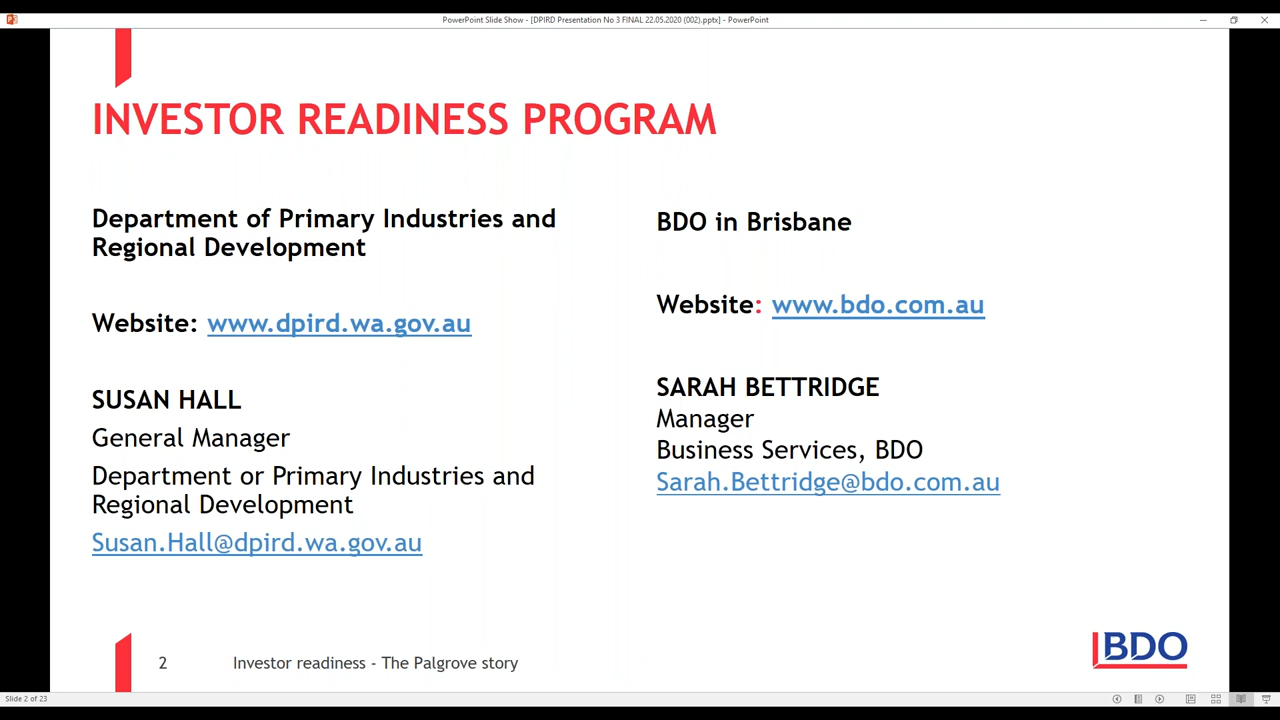 PowerPoint Slide Show - [DPIRD Presentation No 3 FINAL 22.05.2020 (002).pptx] - PowerPoint
INVESTOR READINESS PROGRAM
Department of Primary Industries and
Regional Development
Website: www.dpird.wa.gov.au
SUSAN HALL
General Manager
Department or Primary Industries and
Regional Development
Susan.Hall@dpird.wa.gov.au
BDO in Brisbane
Website: www.bdo.com.au
SARAH BETTRIDGE
Manager
Business Services, BDO
Sarah.Bettridge@bdo.com.au
2 Investor readiness - The Palgrove story
BDO
Slide 2 of 23